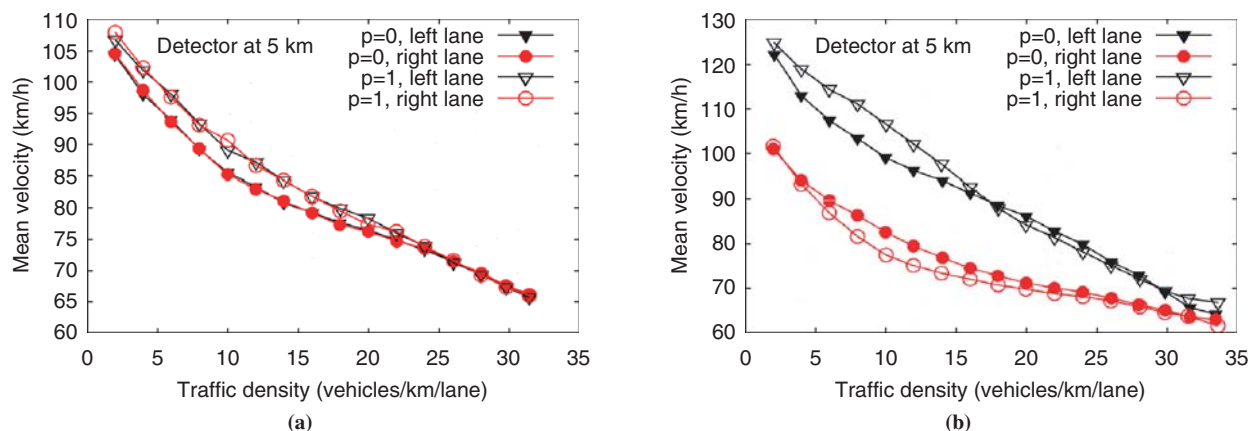 110
105
100
95
90
85
80
75
70
65
60
Mean velocity (km/h)
Detector at 5 km
p=0, left lane
p=0, right lane
p=1, left lane
p=1, right lane
0 5 10 15 20 25 30 35
Traffic density (vehicles/km/lane)
(a)
130
120
110
100
90
80
70
60
Mean velocity (km/h)
Detector at 5 km
p=0, left lane
p=0, right lane
p=1, left lane
p=1, right lane
0 5 10 15 20 25 30 35
Traffic density (vehicles/km/lane)
(b)